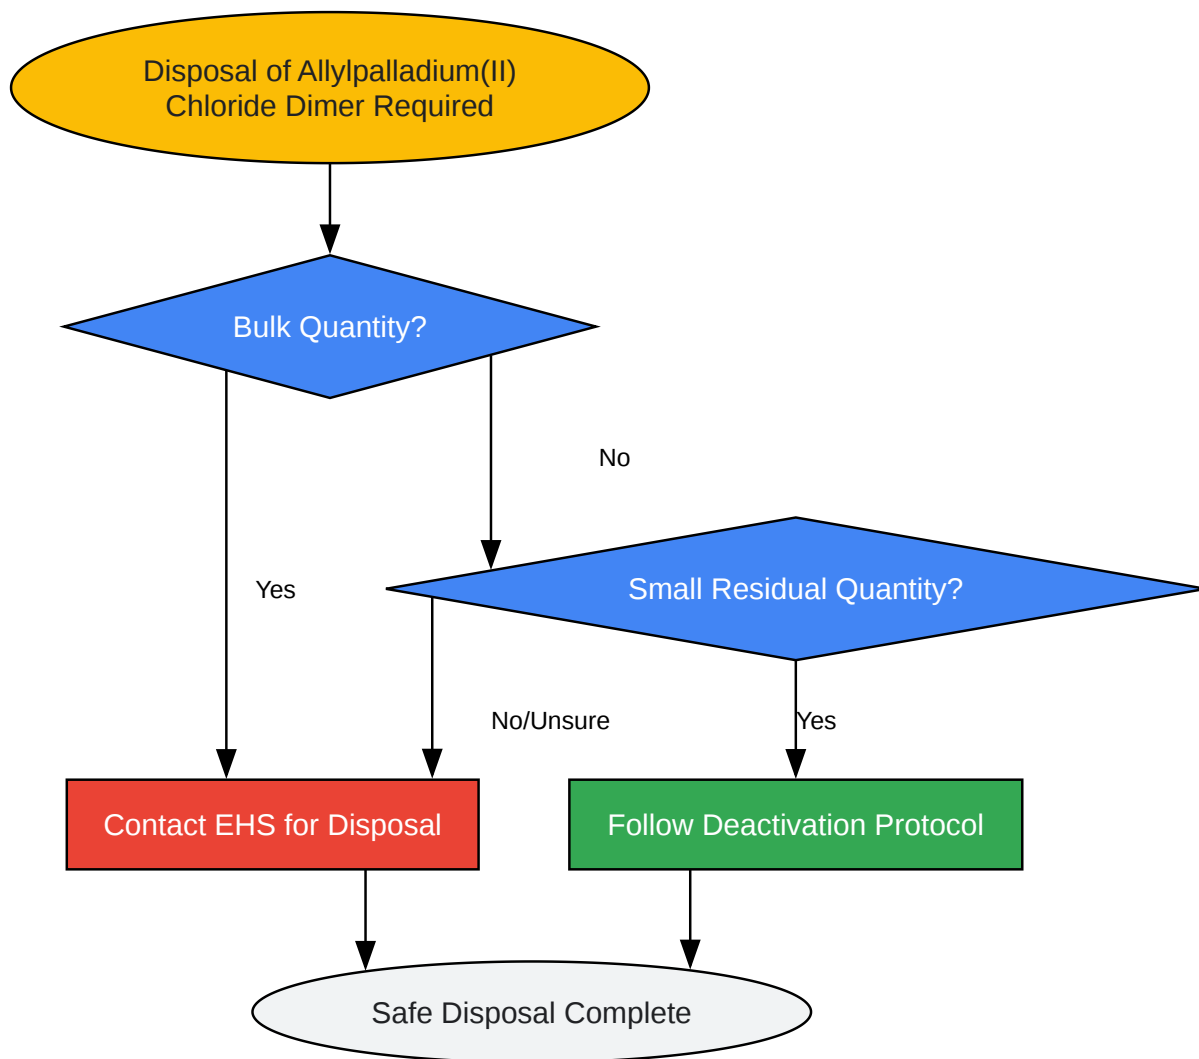 Disposal of Allylpalladium(II)
Chloride Dimer Required
Bulk Quantity?
No
Yes
Small Residual Quantity?
No/Unsure
Yes
Contact EHS for Disposal
Follow Deactivation Protocol
Safe Disposal Complete